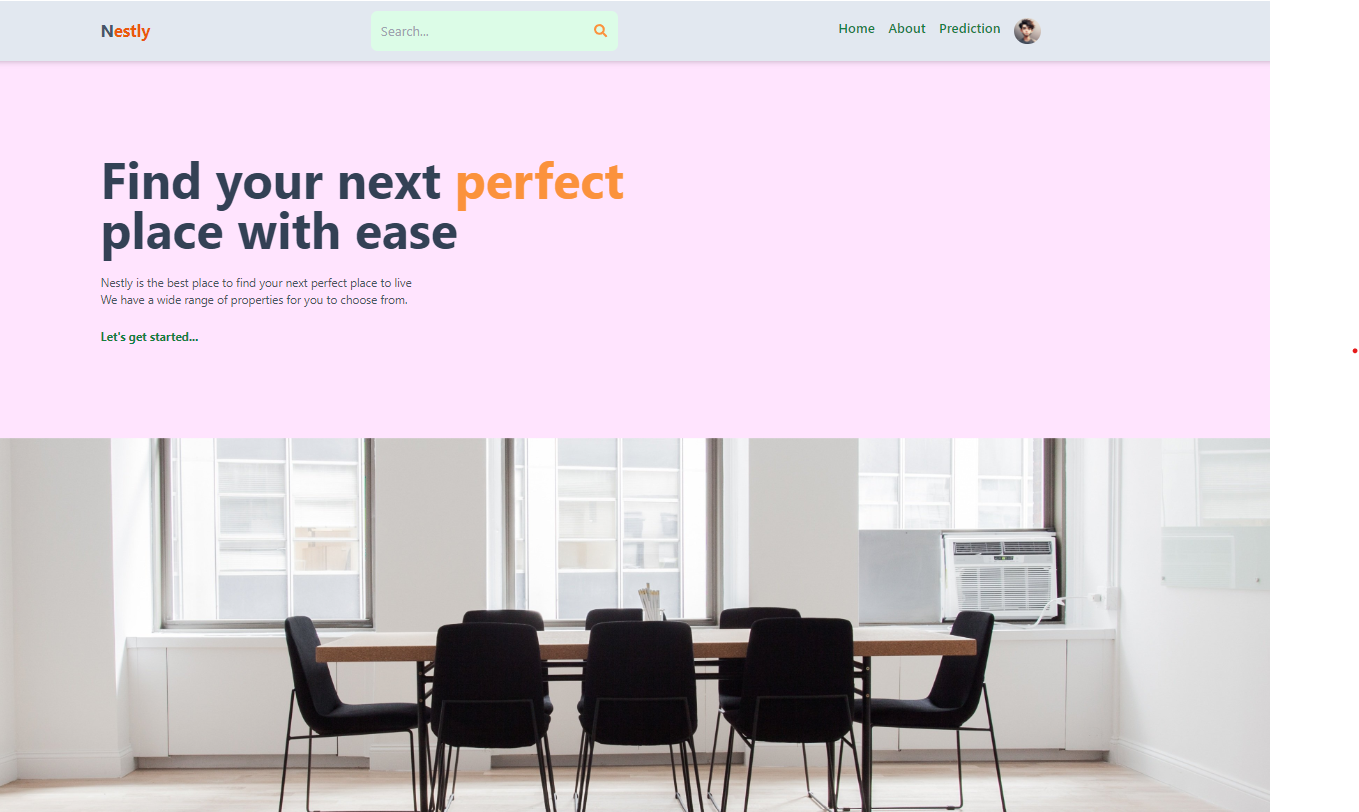 Nestly
Search...
Home About Prediction
Find your next perfect
place with ease
Nestly is the best place to find your next perfect place to live
We have a wide range of properties for you to choose from.
Let's get started...